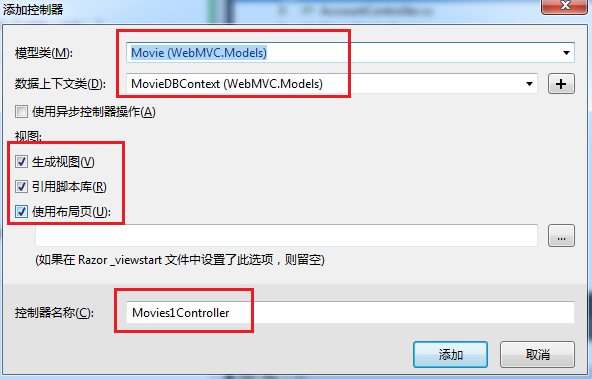 AccountController.cs
添加控制器
模型类(M):
Movie (WebMVC.Models)
数据上下文类(D):
MovieDBContext (WebMVC.Models)
使用异步控制器操作(A)
视图:
生成视图(V)
引用脚本库(R)
使用布局页(U):
...
(如果在 Razor _viewstart 文件中设置了此选项，则留空)
控制器名称(C):
Movies1Controller
添加
取消